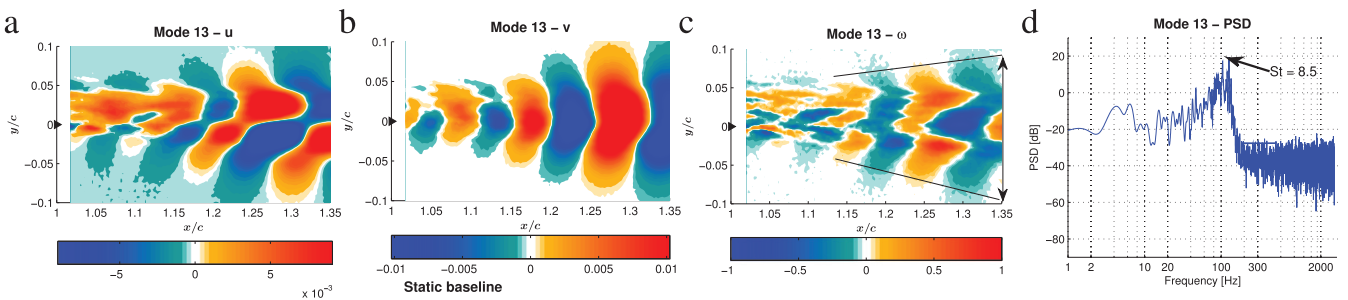 a
Mode 13 – u
0.1
0.05
0
−0.05
−0.1
y/c
1 1.05 1.1 1.15 1.2 1.25 1.3 1.35
x/c
−5 0 5
x 10⁻³
b
Mode 13 – v
0.1
0.05
0
−0.05
−0.1
y/c
1.05 1.1 1.15 1.2 1.25 1.3 1.35
x/c
−0.01 −0.005 0 0.005 0.01
Static baseline
c
Mode 13 – ω
0.1
0.05
0
−0.05
−0.1
y/c
1 1.05 1.1 1.15 1.2 1.25 1.3 1.35
x/c
−1 −0.5 0 0.5 1
d
Mode 13 – PSD
20
0
−20
−40
−60
−80
PSD [dB]
St = 8.5
1 2 10 20 100 300 2000
Frequency [Hz]